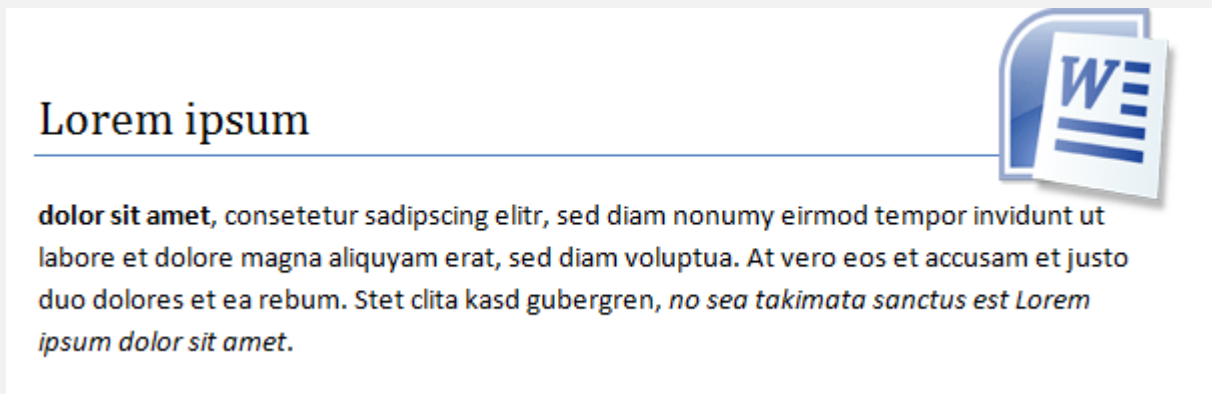 Lorem ipsum
W
dolor sit amet, consetetur sadipscing elitr, sed diam nonumy eirmod tempor invidunt ut
labore et dolore magna aliquyam erat, sed diam voluptua. At vero eos et accusam et justo
duo dolores et ea rebum. Stet clita kasd gubergren, no sea takimata sanctus est Lorem
ipsum dolor sit amet.